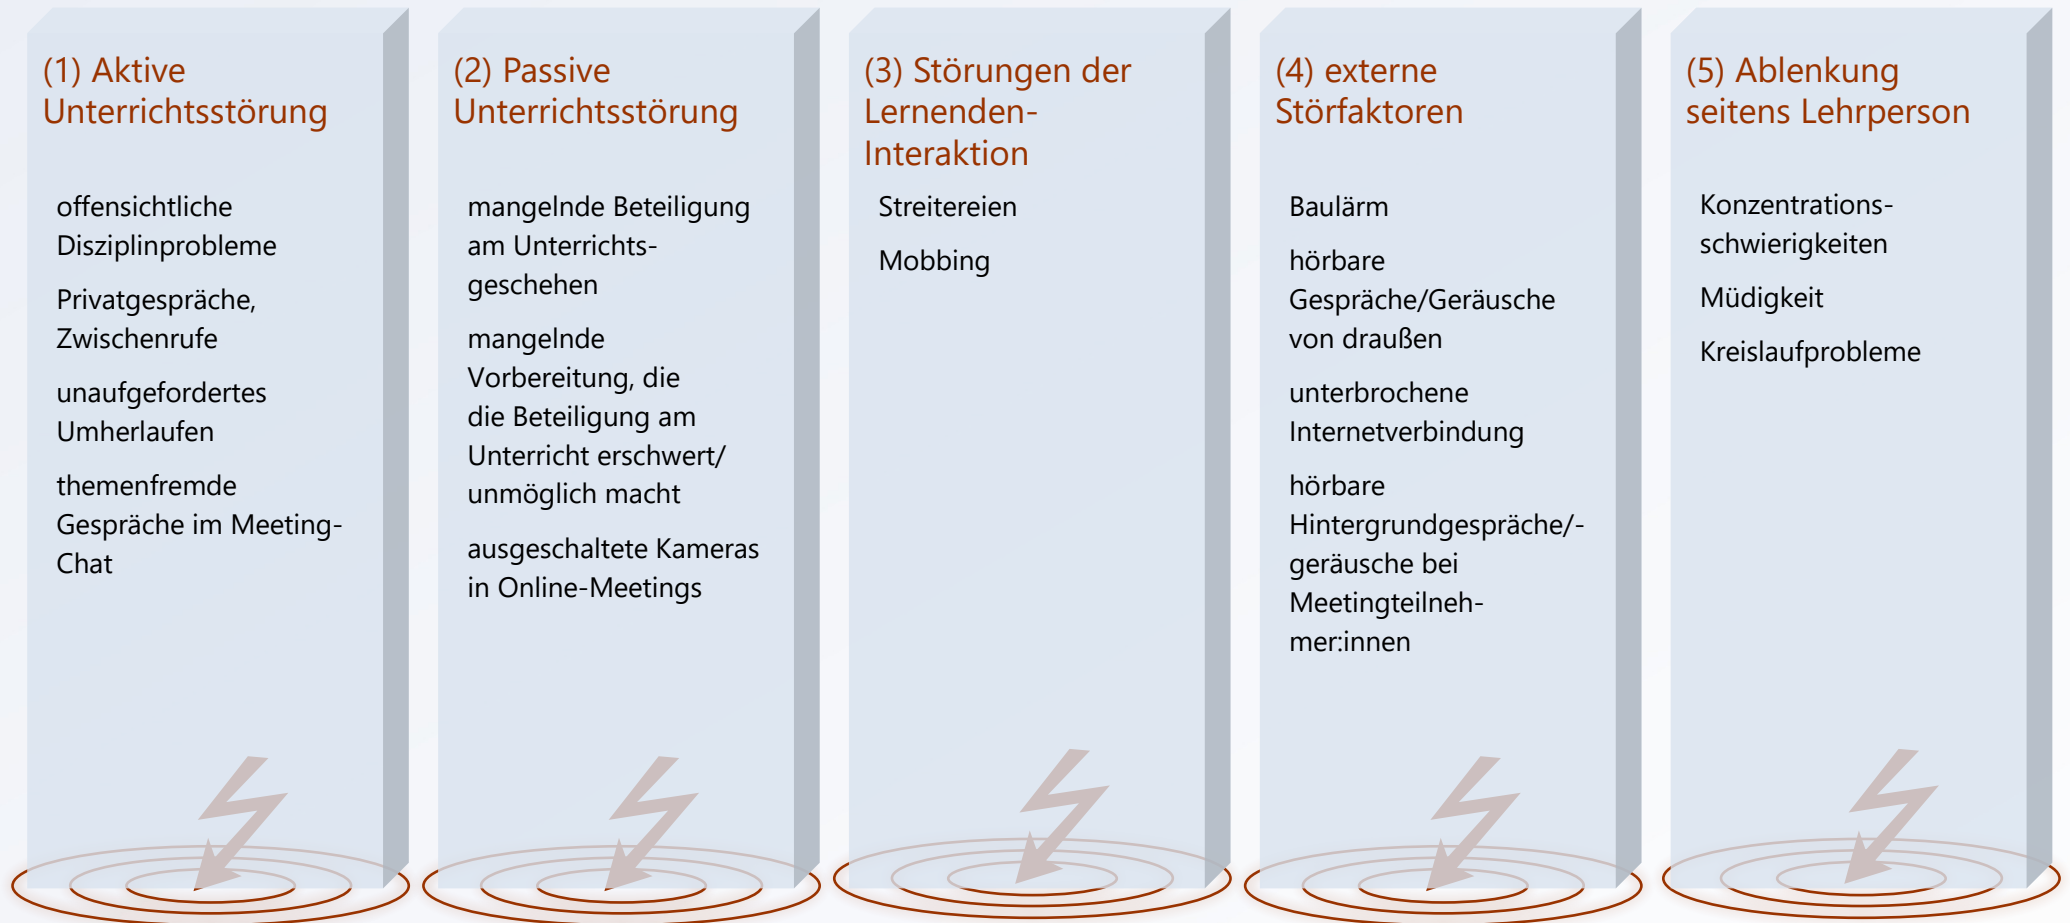 (1) Aktive
Unterrichtsstörung
offensichtliche
Disziplinprobleme
Privatgespräche,
Zwischenrufe
unaufgefordertes
Umherlaufen
themenfremde
Gespräche im Meeting-
Chat
(2) Passive
Unterrichtsstörung
mangelnde Beteiligung
am Unterrichts-
geschehen
mangelnde
Vorbereitung, die
die Beteiligung am
Unterricht erschwert/
unmöglich macht
ausgeschaltete Kameras
in Online-Meetings
(3) Störungen der
Lernenden-
Interaktion
Streitereien
Mobbing
(4) externe
Störfaktoren
Baulärm
hörbare
Gespräche/Geräusche
von draußen
unterbrochene
Internetverbindung
hörbare
Hintergrundgespräche/-
geräusche bei
Meetingteilneh-
mer:innen
(5) Ablenkung
seitens Lehrperson
Konzentrations-
schwierigkeiten
Müdigkeit
Kreislaufprobleme